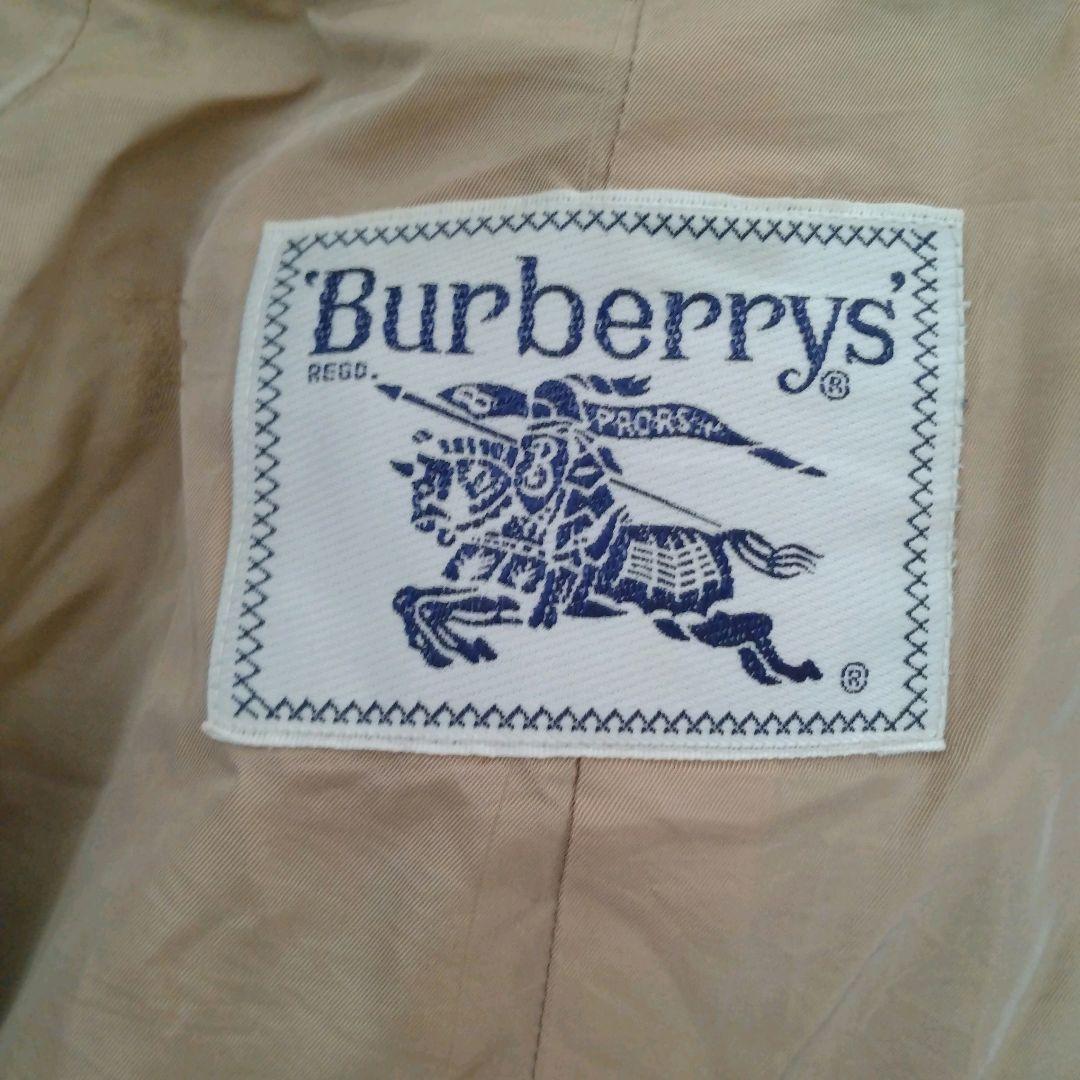 'Burberrys'
REGD. ®
B PRORSUM
B
®